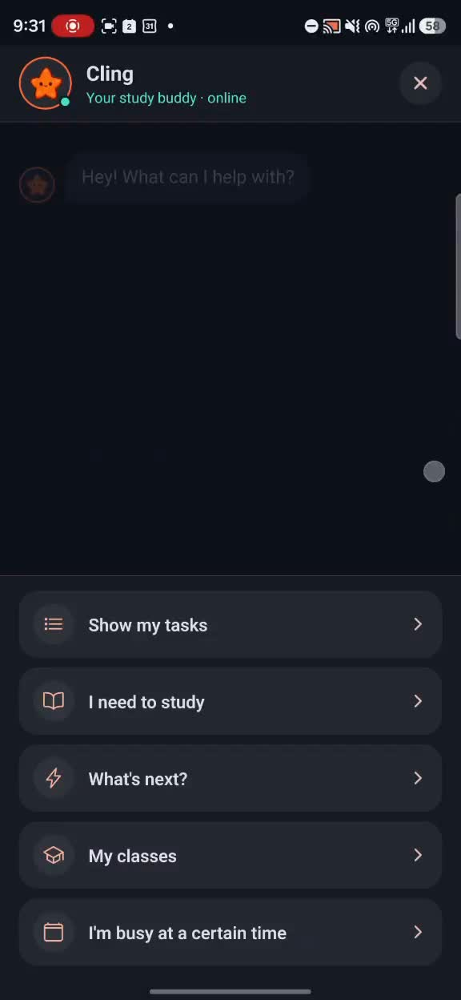 9:31
2
31
5G
58
Cling
Your study buddy · online
Hey! What can I help with?
Show my tasks
I need to study
What's next?
My classes
I'm busy at a certain time